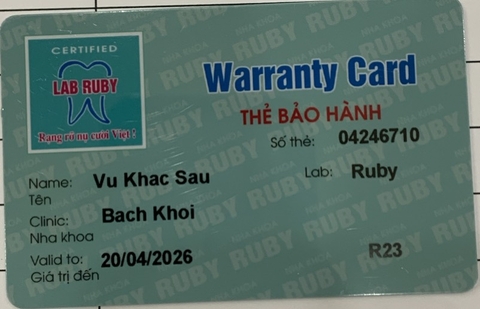 CERTIFIED
LAB RUBY
Rạng rỡ nụ cười Việt !
Warranty Card
THẺ BẢO HÀNH
Số thẻ: 04246710
Lab: Ruby
Name: Vu Khac Sau
Tên
Clinic: Bach Khoi
Nha khoa
Valid to: 20/04/2026
Giá trị đến
R23